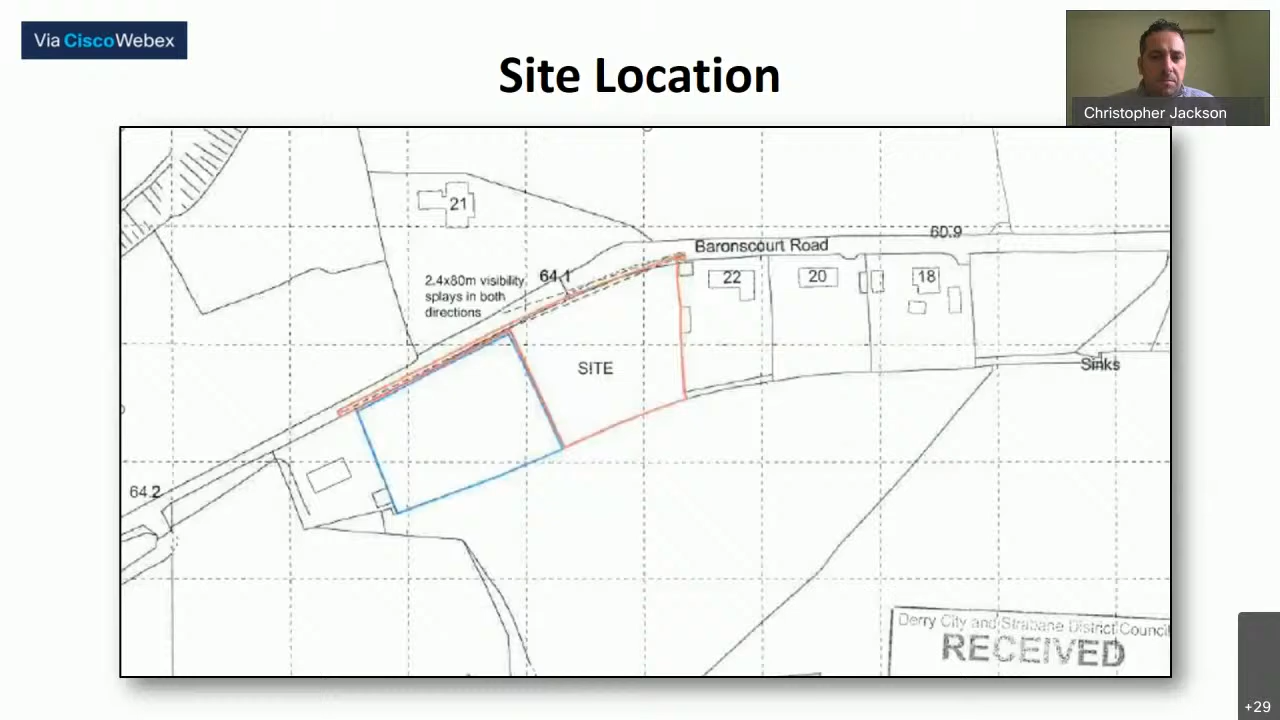 Via CiscoWebex
Site Location
Christopher Jackson
21
Baronscourt Road
60.9
2.4x80m visibility
splays in both
directions
64.1
22
20
18
SITE
Sinks
64.2
Derry City and Strabane District Council
RECEIVED
+29